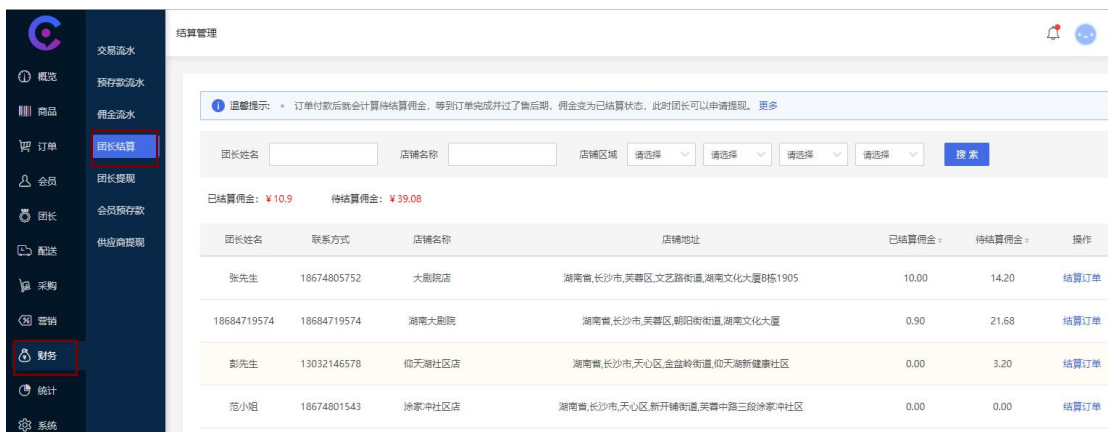 结算管理
概览
商品
订单
会员
团长
配送
采购
营销
财务
统计
系统
交易流水
预存款流水
佣金流水
团长结算
团长提现
会员预存款
供应商提现
温馨提示: 订单付款后就会计算待结算佣金，等到订单完成并过了售后期，佣金变为已结算状态，此时团长可以申请提现。 更多
团长姓名 店铺名称 店铺区域 请选择 请选择 请选择 请选择 搜索
已结算佣金: ¥10.9 待结算佣金: ¥39.08
团长姓名 联系方式 店铺名称 店铺地址 已结算佣金 待结算佣金 操作
张先生 18674805752 大剧院店 湖南省,长沙市,芙蓉区,文艺路街道,湖南文化大厦B栋1905 10.00 14.20 结算订单
18684719574 18684719574 湖南大剧院 湖南省,长沙市,芙蓉区,朝阳街街道,湖南文化大厦 0.90 21.68 结算订单
彭先生 13032146578 仰天湖社区店 湖南省,长沙市,天心区,金盆岭街道,仰天湖新健康社区 0.00 3.20 结算订单
范小姐 18674801543 涂家冲社区店 湖南省,长沙市,天心区,新开铺街道,芙蓉中路三段涂家冲社区 0.00 0.00 结算订单